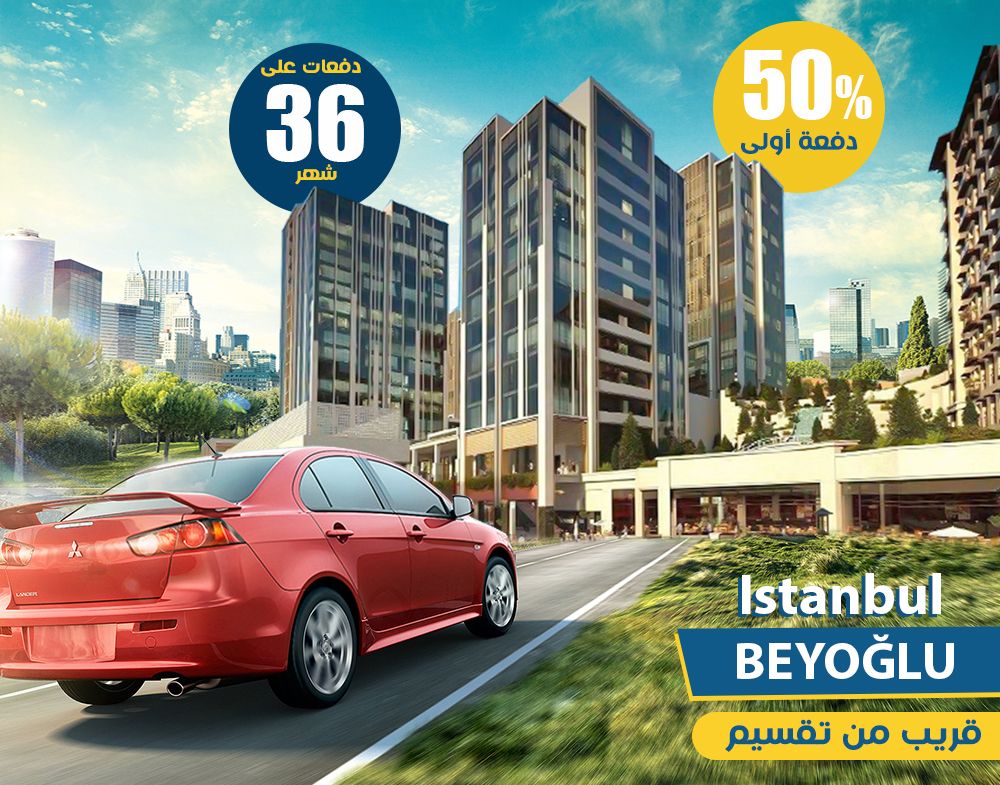 دفعات على
36
شهر
50%
دفعة أولى
LANCER
Istanbul
BEYOĞLU
قريب من تقسيم